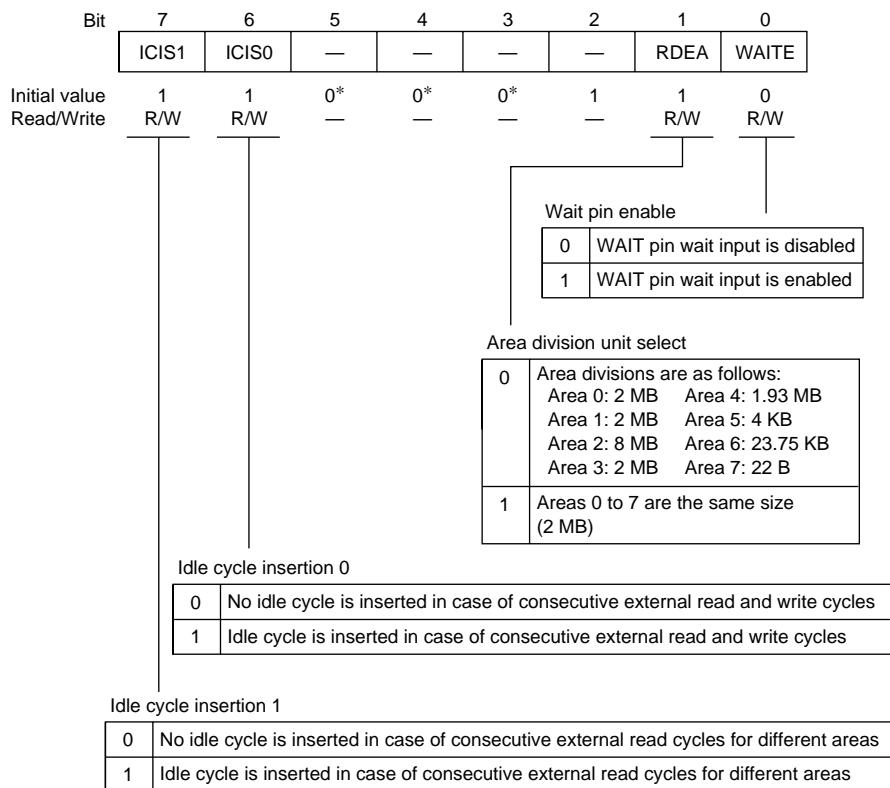 Bit 7 6 5 4 3 2 1 0
ICIS1 ICIS0 — — — — RDEA WAITE
Initial value 1 1 0* 0* 0* 1 1 0
Read/Write R/W R/W — — — — R/W R/W
Wait pin enable
0 WAIT pin wait input is disabled
1 WAIT pin wait input is enabled
Area division unit select
0 Area divisions are as follows:
Area 0: 2 MB Area 4: 1.93 MB
Area 1: 2 MB Area 5: 4 KB
Area 2: 8 MB Area 6: 23.75 KB
Area 3: 2 MB Area 7: 22 B
1 Areas 0 to 7 are the same size
(2 MB)
Idle cycle insertion 0
0 No idle cycle is inserted in case of consecutive external read and write cycles
1 Idle cycle is inserted in case of consecutive external read and write cycles
Idle cycle insertion 1
0 No idle cycle is inserted in case of consecutive external read cycles for different areas
1 Idle cycle is inserted in case of consecutive external read cycles for different areas